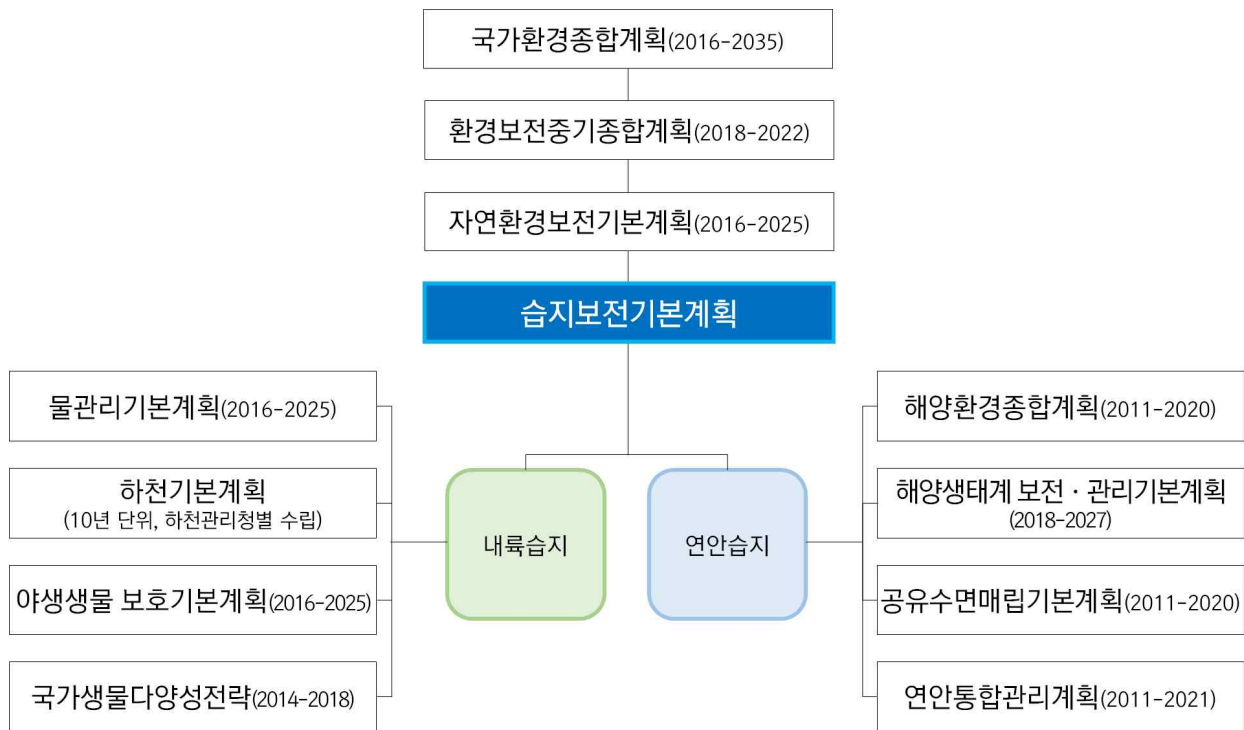 국가환경종합계획(2016-2035)
환경보전중기종합계획(2018-2022)
자연환경보전기본계획(2016-2025)
습지보전기본계획
물관리기본계획(2016-2025)
하천기본계획
(10년 단위, 하천관리청별 수립)
야생생물 보호기본계획(2016-2025)
국가생물다양성전략(2014-2018)
내륙습지
연안습지
해양환경종합계획(2011-2020)
해양생태계 보전 · 관리기본계획
(2018-2027)
공유수면매립기본계획(2011-2020)
연안통합관리계획(2011-2021)